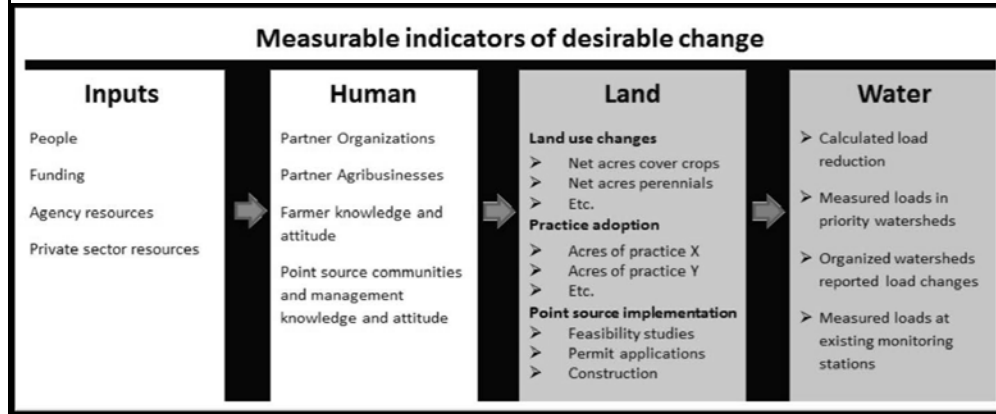 Measurable indicators of desirable change
Inputs
People
Funding
Agency resources
Private sector resources
Human
Partner Organizations
Partner Agribusinesses
Farmer knowledge and
attitude
Point source communities
and management
knowledge and attitude
Land
Land use changes
➢ Net acres cover crops
➢ Net acres perennials
➢ Etc.
Practice adoption
➢ Acres of practice X
➢ Acres of practice Y
➢ Etc.
Point source implementation
➢ Feasibility studies
➢ Permit applications
➢ Construction
Water
➢ Calculated load
reduction
➢ Measured loads in
priority watersheds
➢ Organized watersheds
reported load changes
➢ Measured loads at
existing monitoring
stations